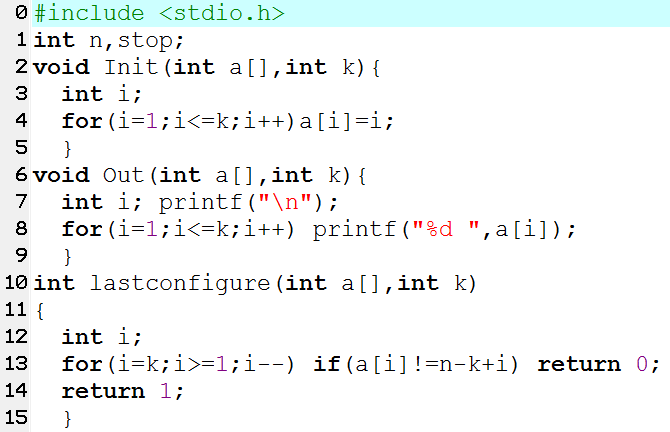 0 #include <stdio.h>
1 int n,stop;
2 void Init(int a[],int k){
3   int i;
4   for(i=1;i<=k;i++)a[i]=i;
5   }
6 void Out(int a[],int k){
7   int i; printf("\n");
8   for(i=1;i<=k;i++) printf("%d ",a[i]);
9   }
10 int lastconfigure(int a[],int k)
11 {
12   int i;
13   for(i=k;i>=1;i--) if(a[i]!=n-k+i) return 0;
14   return 1;
15   }